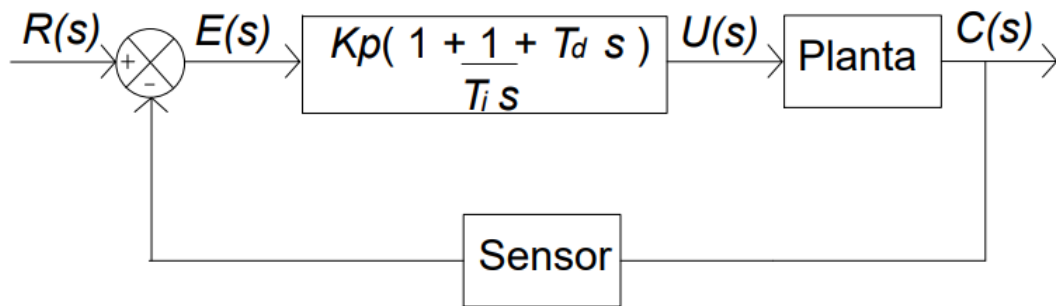 R(s)
+
-
E(s)
Kp( 1 + 1 + Td s )
Ti s
U(s)
Planta
C(s)
Sensor